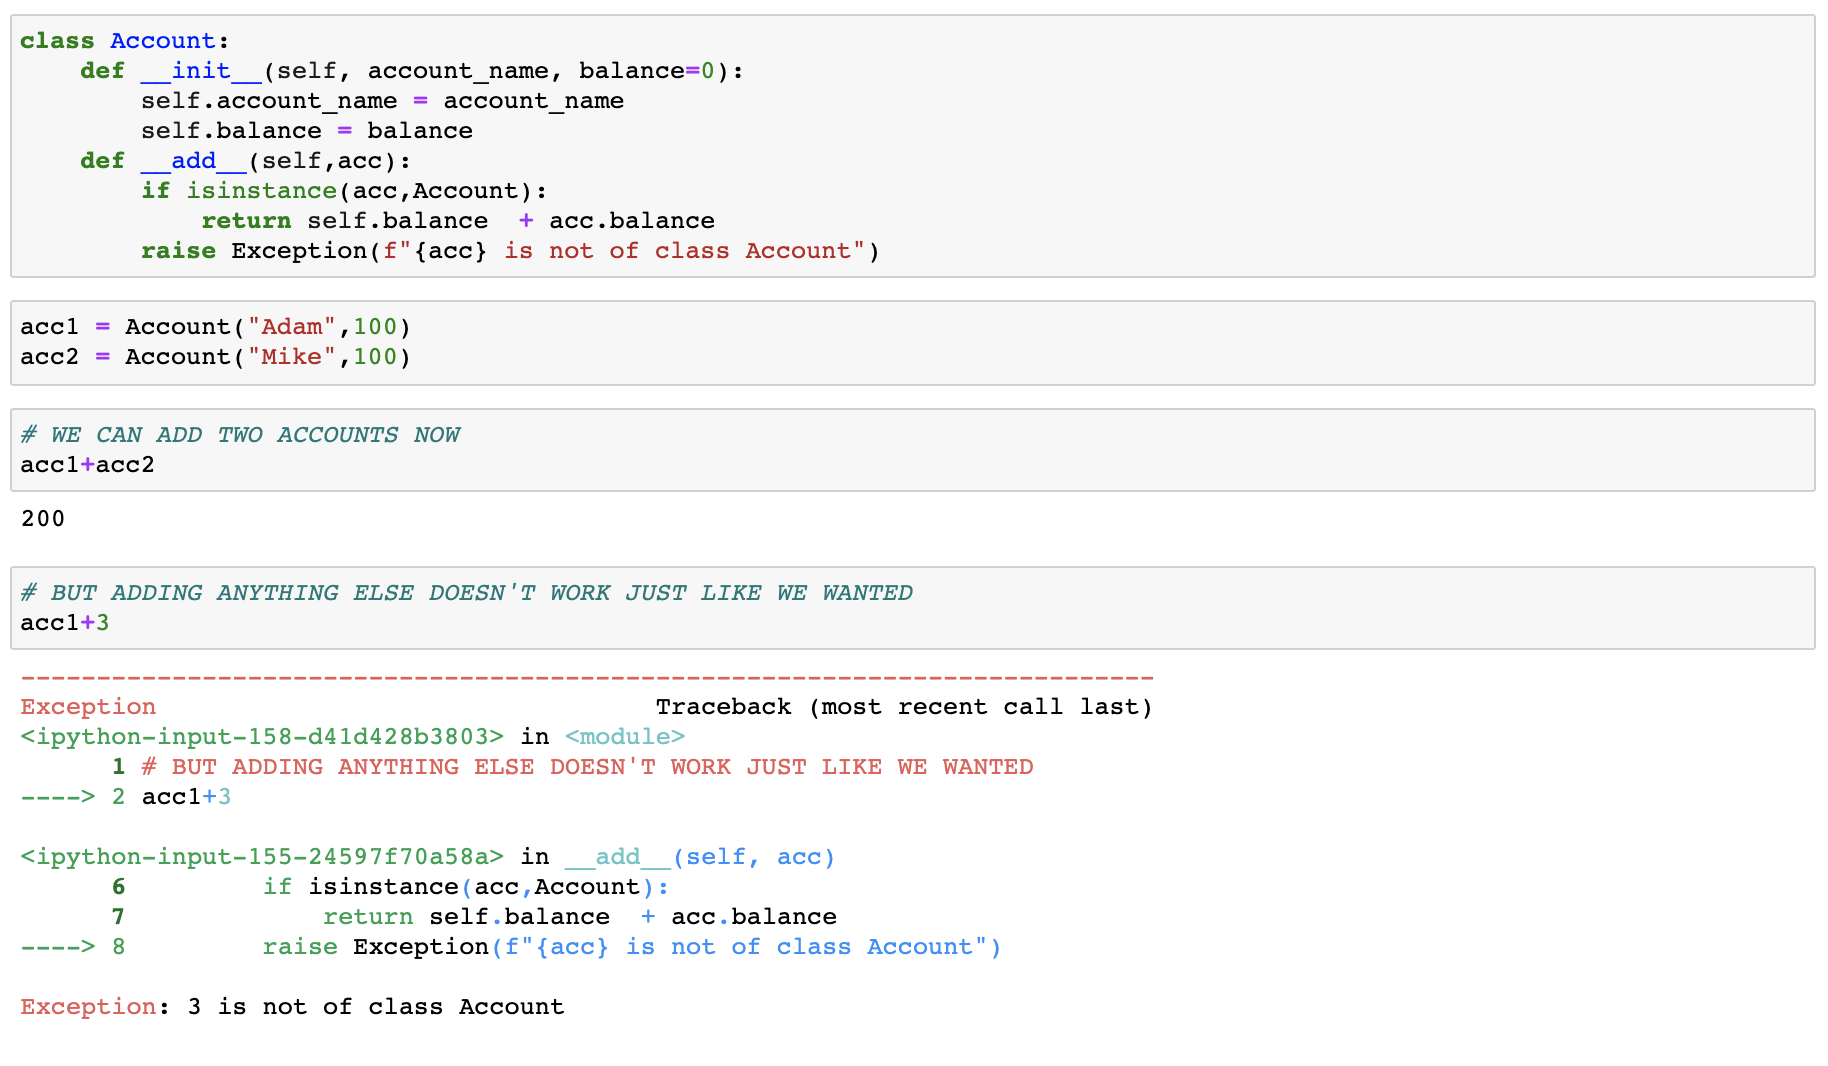 class Account:
    def __init__(self, account_name, balance=0):
        self.account_name = account_name
        self.balance = balance
    def __add__(self,acc):
        if isinstance(acc,Account):
            return self.balance  + acc.balance
        raise Exception(f"{acc} is not of class Account")
acc1 = Account("Adam",100)
acc2 = Account("Mike",100)
# WE CAN ADD TWO ACCOUNTS NOW
acc1+acc2
200
# BUT ADDING ANYTHING ELSE DOESN'T WORK JUST LIKE WE WANTED
acc1+3
---------------------------------------------------------------------------
Exception                                 Traceback (most recent call last)
<ipython-input-158-d41d428b3803> in <module>
      1 # BUT ADDING ANYTHING ELSE DOESN'T WORK JUST LIKE WE WANTED
----> 2 acc1+3
<ipython-input-155-24597f70a58a> in __add__(self, acc)
      6         if isinstance(acc,Account):
      7             return self.balance  + acc.balance
----> 8         raise Exception(f"{acc} is not of class Account")
Exception: 3 is not of class Account